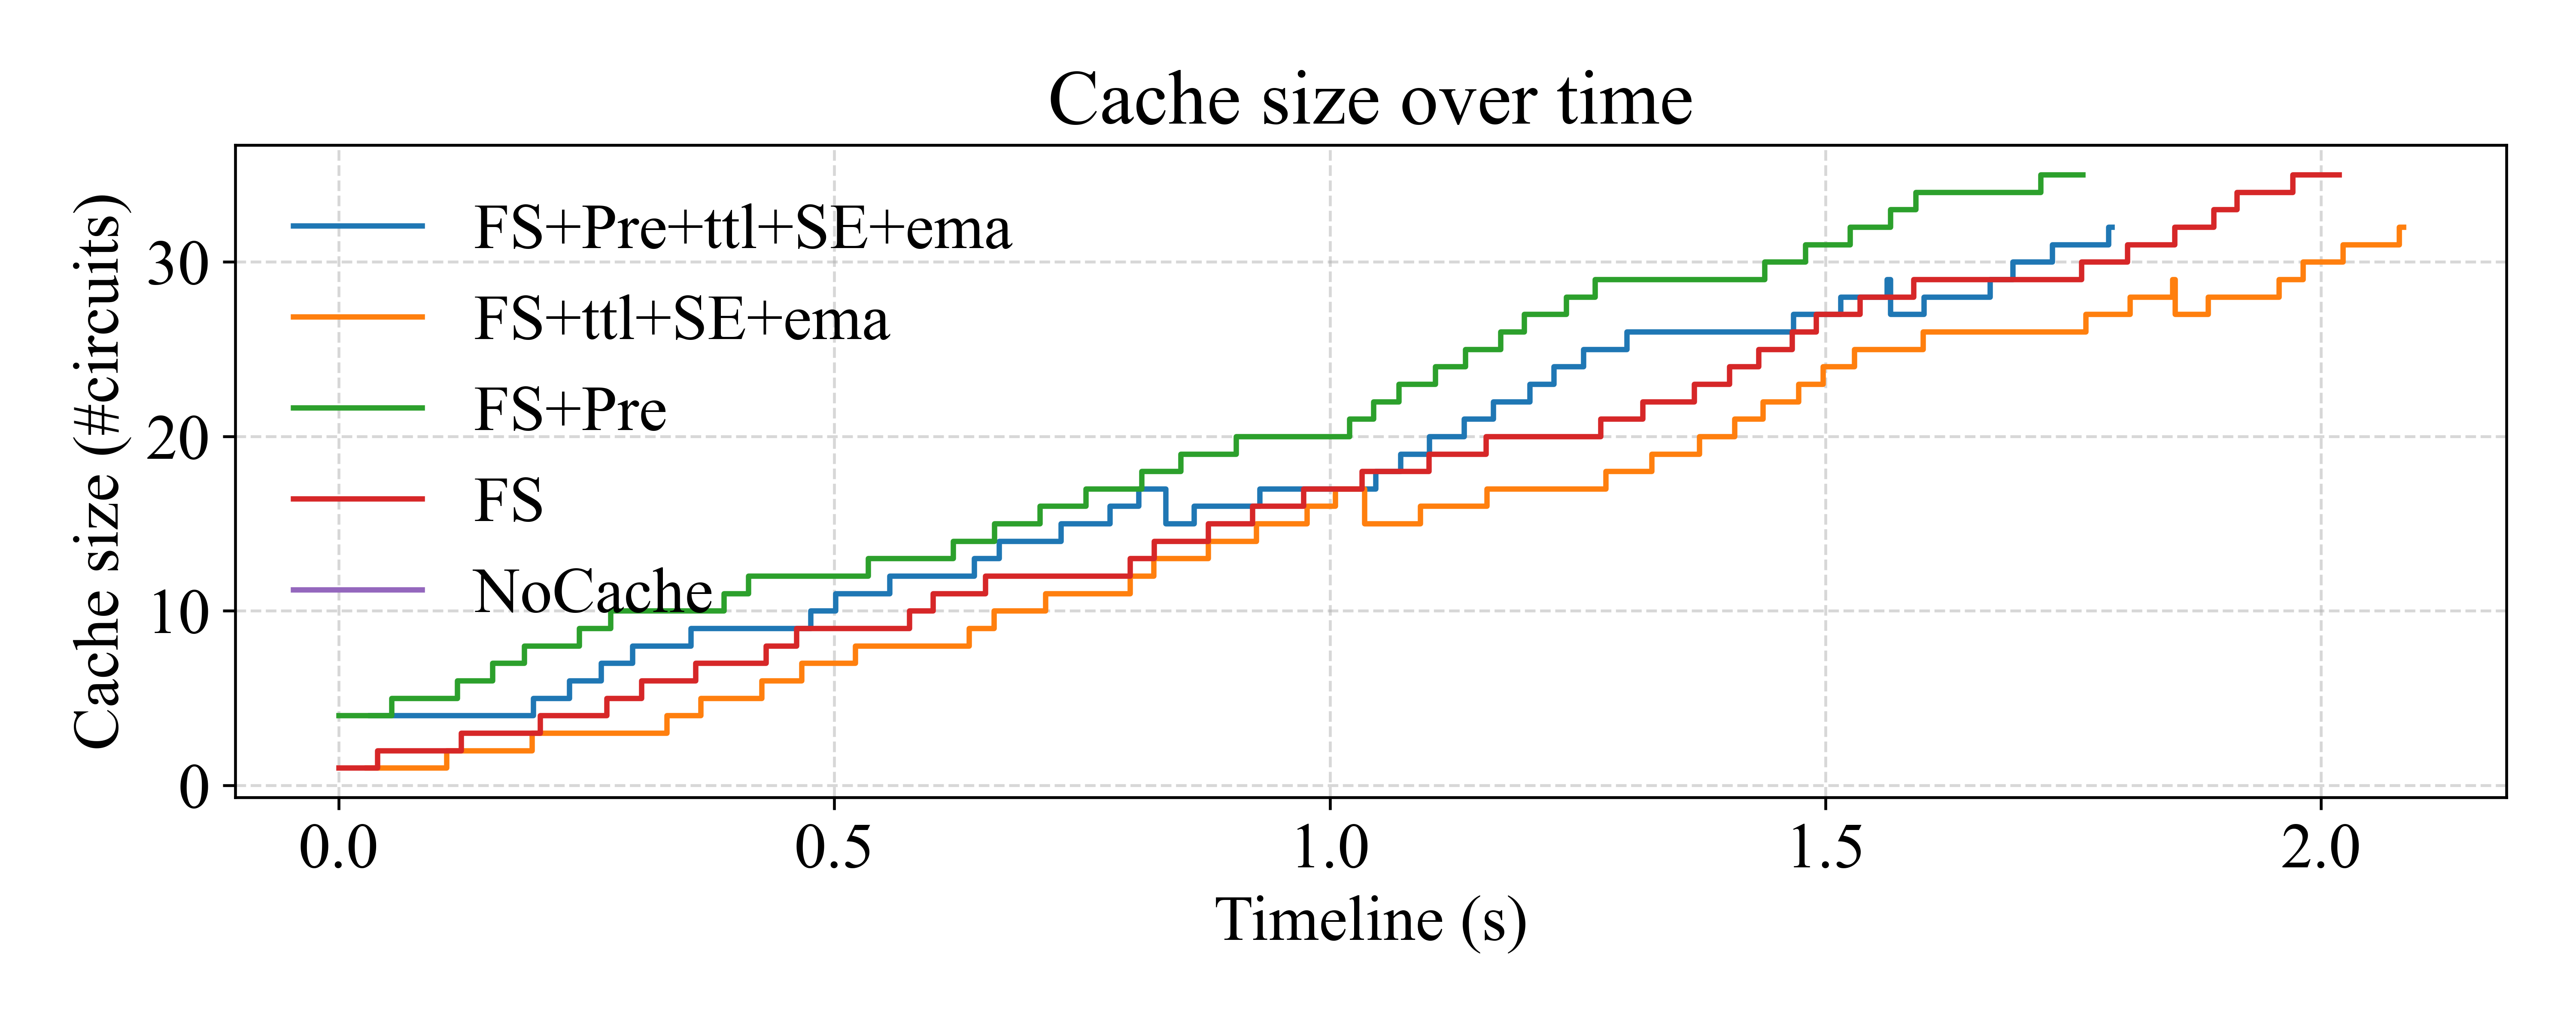 Cache size over time
Cache size (#circuits)
30
20
10
0
FS+Pre+ttl+SE+ema
FS+ttl+SE+ema
FS+Pre
FS
NoCache
0.0 0.5 1.0 1.5 2.0
Timeline (s)